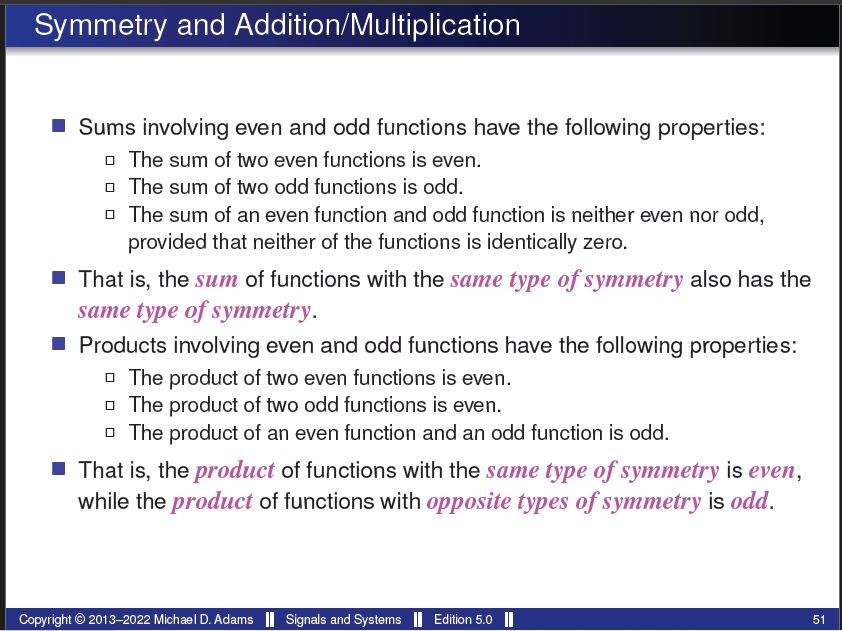 Symmetry and Addition/Multiplication
Sums involving even and odd functions have the following properties:
The sum of two even functions is even.
The sum of two odd functions is odd.
The sum of an even function and odd function is neither even nor odd,
provided that neither of the functions is identically zero.
That is, the sum of functions with the same type of symmetry also has the
same type of symmetry.
Products involving even and odd functions have the following properties:
The product of two even functions is even.
The product of two odd functions is even.
The product of an even function and an odd function is odd.
That is, the product of functions with the same type of symmetry is even,
while the product of functions with opposite types of symmetry is odd.
Copyright © 2013–2022 Michael D. Adams Signals and Systems Edition 5.0 51